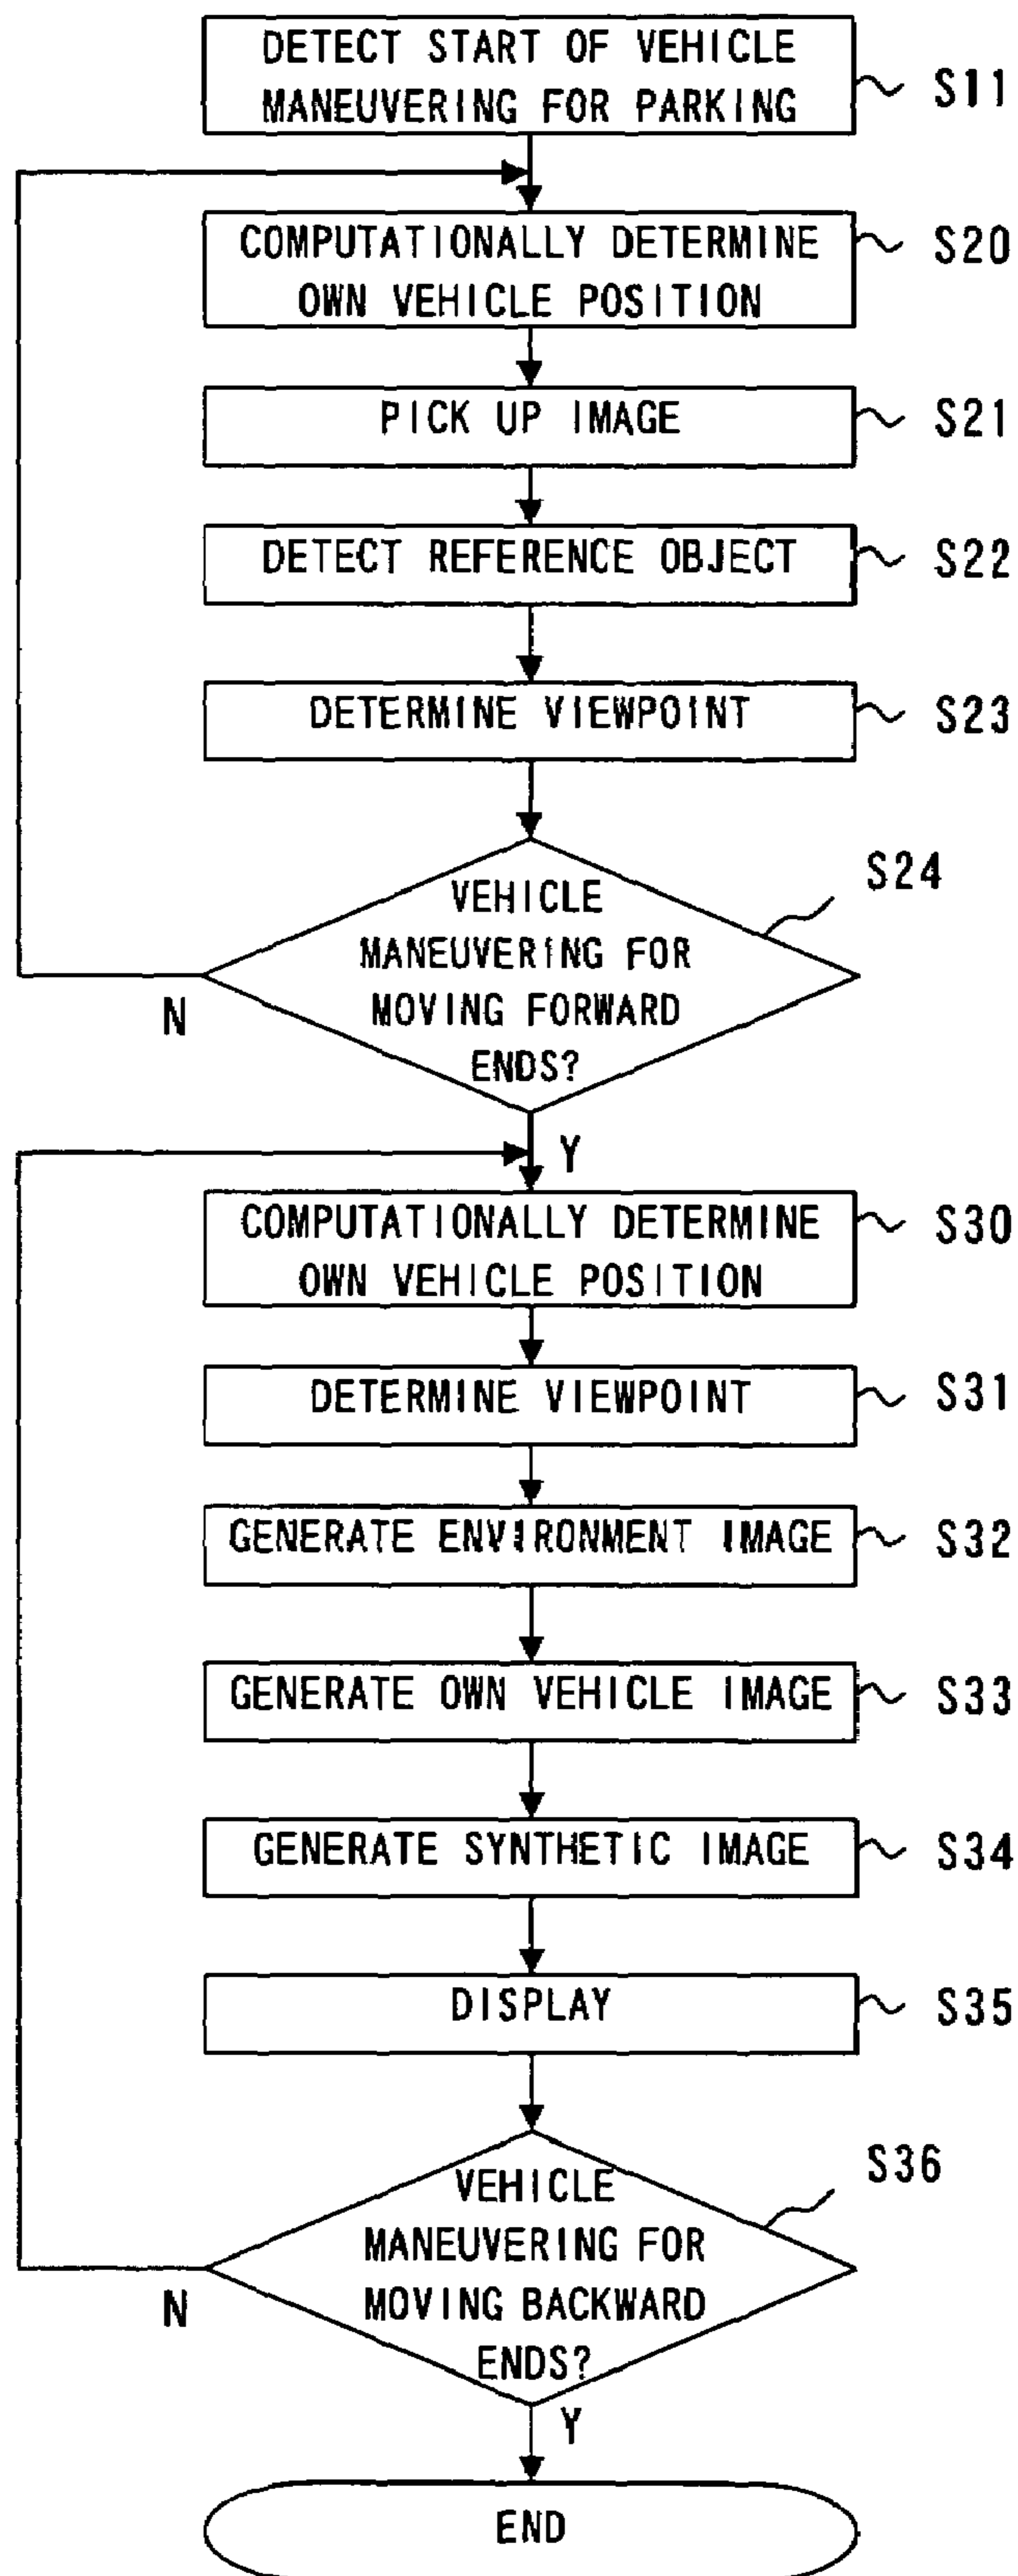 DETECT START OF VEHICLE
MANEUVERING FOR PARKING
S11
COMPUTATIONALLY DETERMINE
OWN VEHICLE POSITION
S20
PICK UP IMAGE
S21
DETECT REFERENCE OBJECT
S22
DETERMINE VIEWPOINT
S23
S24
VEHICLE
MANEUVERING FOR
MOVING FORWARD
ENDS?
N
Y
COMPUTATIONALLY DETERMINE
OWN VEHICLE POSITION
S30
DETERMINE VIEWPOINT
S31
GENERATE ENVIRONMENT IMAGE
S32
GENERATE OWN VEHICLE IMAGE
S33
GENERATE SYNTHETIC IMAGE
S34
DISPLAY
S35
S36
VEHICLE
MANEUVERING FOR
MOVING BACKWARD
ENDS?
N
Y
END